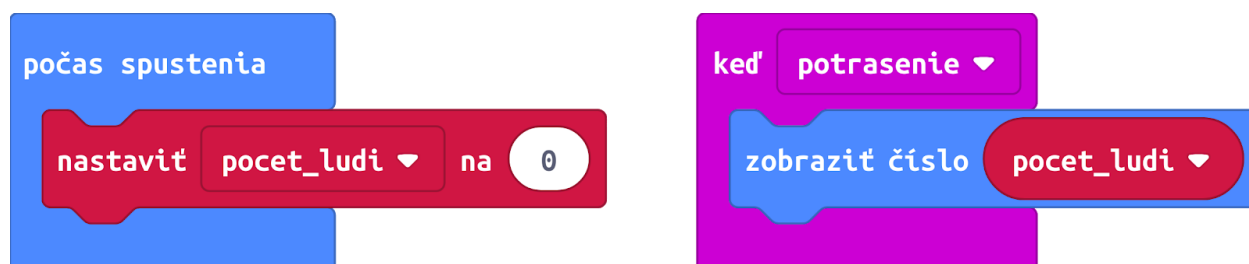 počas spustenia
nastaviť pocet_ludi na 0
keď potrasenie
zobraziť číslo pocet_ludi